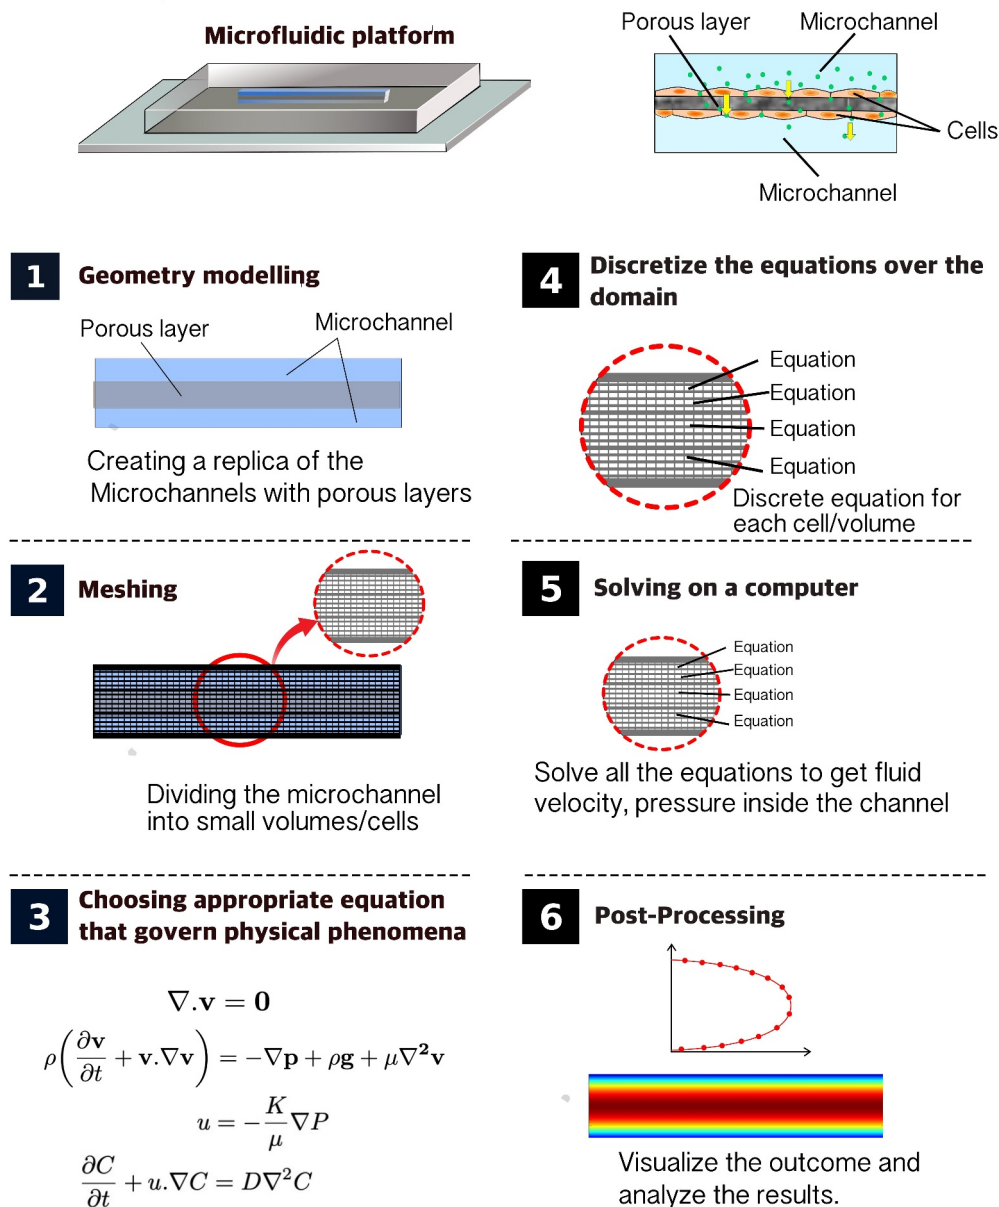 Microfluidic platform
Porous layer
Microchannel
Cells
Microchannel
1
Geometry modelling
Porous layer
Microchannel
Creating a replica of the
Microchannels with porous layers
2
Meshing
Dividing the microchannel
into small volumes/cells
3
Choosing appropriate equation
that govern physical phenomena
∇.v = 0
ρ(∂v/∂t + v.∇v) = −∇p + ρg + μ∇²v
u = −K/μ ∇P
∂C/∂t + u.∇C = D∇²C
4
Discretize the equations over the
domain
Equation
Equation
Equation
Equation
Discrete equation for
each cell/volume
5
Solving on a computer
Equation
Equation
Equation
Equation
Solve all the equations to get fluid
velocity, pressure inside the channel
6
Post-Processing
Visualize the outcome and
analyze the results.